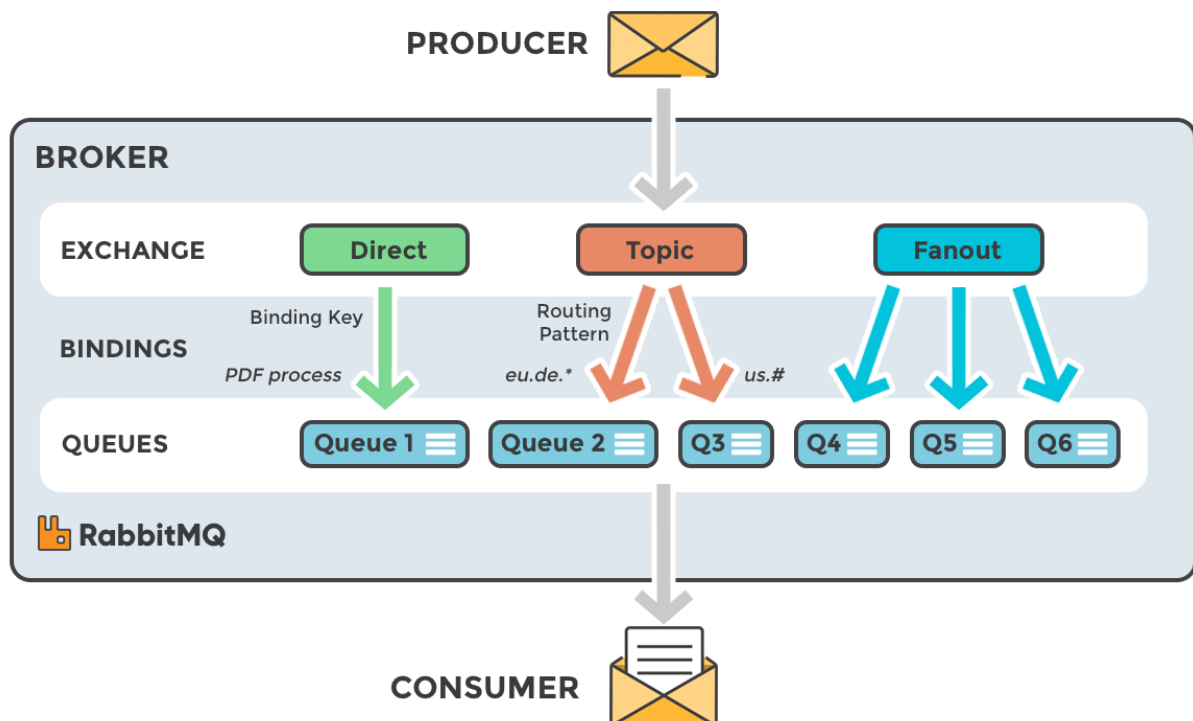 PRODUCER
BROKER
EXCHANGE
Direct
Topic
Fanout
Binding Key
Routing
Pattern
BINDINGS
PDF process
eu.de.*
us.#
QUEUES
Queue 1
Queue 2
Q3
Q4
Q5
Q6
RabbitMQ
CONSUMER